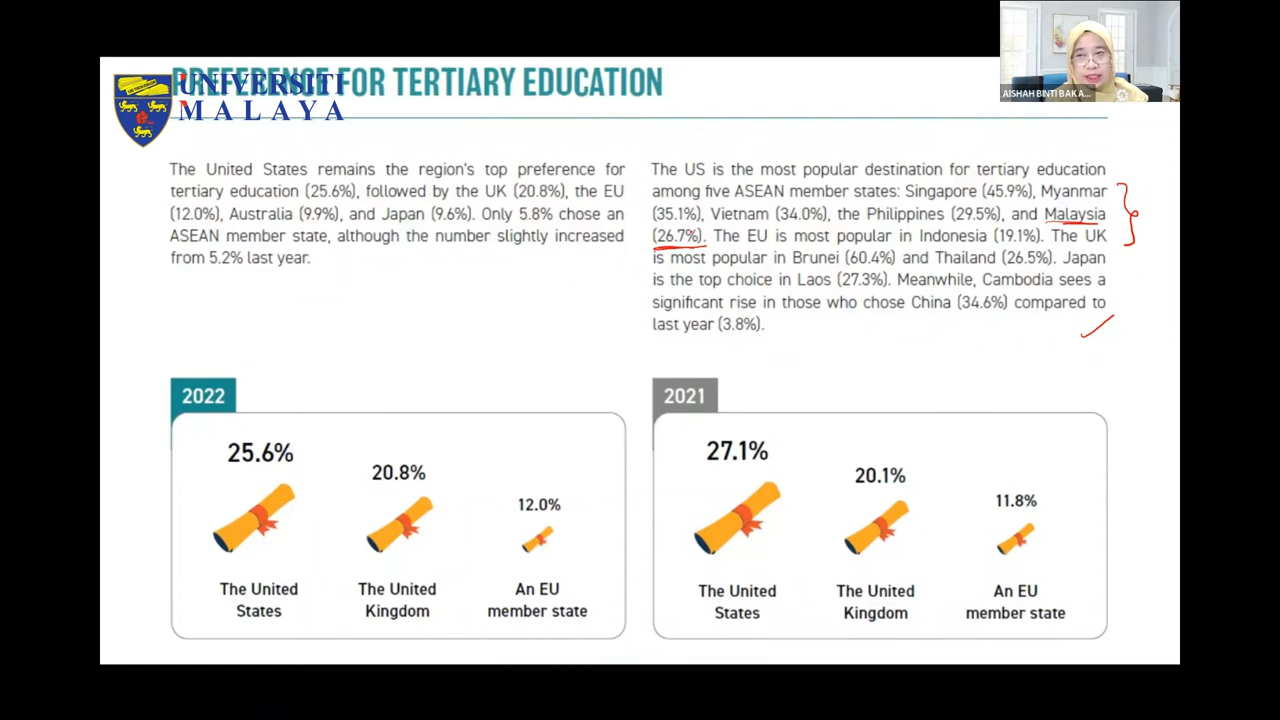 PREFERENCE FOR TERTIARY EDUCATION
UNIVERSITI
MALAYA
AISHAH BINTI BAKA...
The United States remains the region's top preference for
tertiary education (25.6%), followed by the UK (20.8%), the EU
(12.0%), Australia (9.9%), and Japan (9.6%). Only 5.8% chose an
ASEAN member state, although the number slightly increased
from 5.2% last year.
The US is the most popular destination for tertiary education
among five ASEAN member states: Singapore (45.9%), Myanmar
(35.1%), Vietnam (34.0%), the Philippines (29.5%), and Malaysia
(26.7%). The EU is most popular in Indonesia (19.1%). The UK
is most popular in Brunei (60.4%) and Thailand (26.5%). Japan
is the top choice in Laos (27.3%). Meanwhile, Cambodia sees a
significant rise in those who chose China (34.6%) compared to
last year (3.8%).
2022
25.6%
20.8%
12.0%
The United
States
The United
Kingdom
An EU
member state
2021
27.1%
20.1%
11.8%
The United
States
The United
Kingdom
An EU
member state